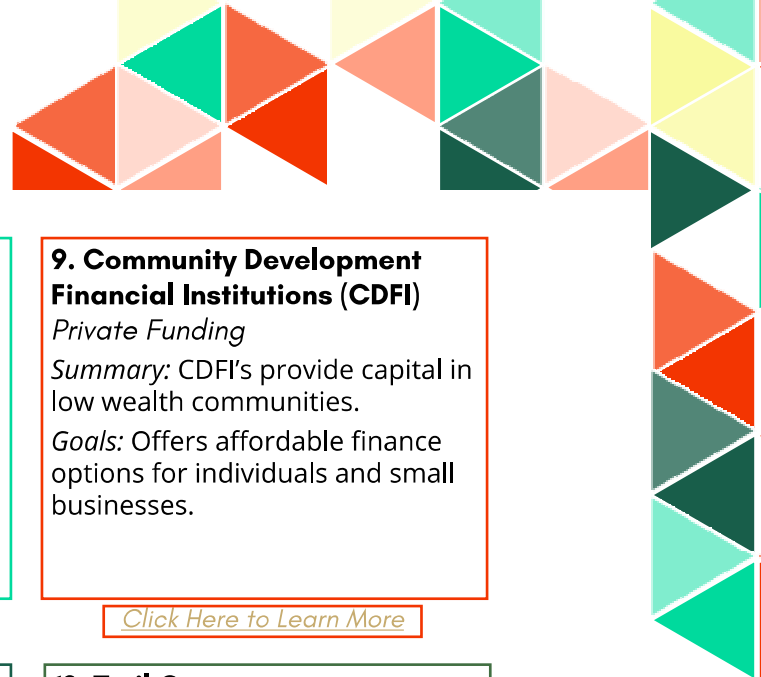 9. Community Development
Financial Institutions (CDFI)
Private Funding
Summary: CDFI's provide capital in
low wealth communities.
Goals: Offers affordable finance
options for individuals and small
businesses.
Click Here to Learn More